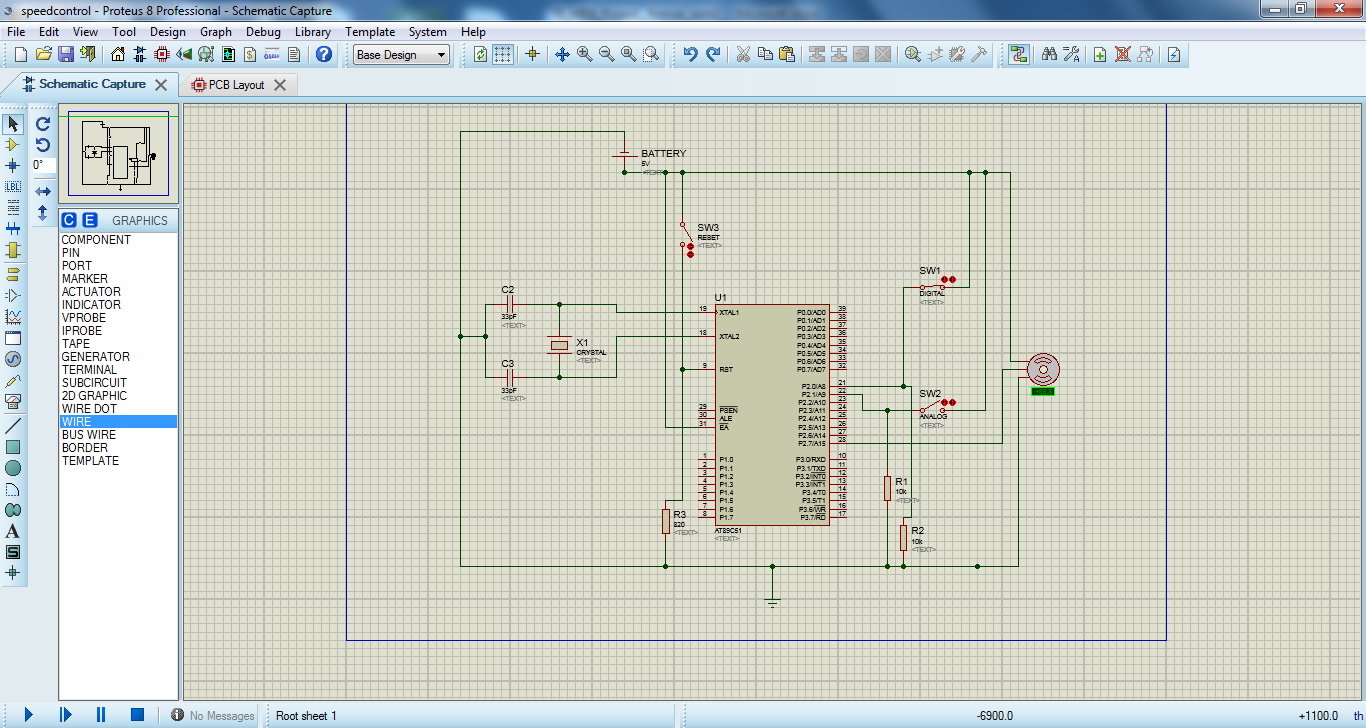 speedcontrol - Proteus 8 Professional - Schematic Capture
File Edit View Tool Design Graph Debug Library Template System Help
Base Design
Schematic Capture
PCB Layout
0°
LBL
C E GRAPHICS
COMPONENT
PIN
PORT
MARKER
ACTUATOR
INDICATOR
VPROBE
IPROBE
TAPE
GENERATOR
TERMINAL
SUBCIRCUIT
2D GRAPHIC
WIRE DOT
WIRE
BUS WIRE
BORDER
TEMPLATE
A
S
BATTERY
5V
<TEXT>
SW3
RESET
<TEXT>
SW1
DIGITAL
<TEXT>
C2
33pF
<TEXT>
X1
CRYSTAL
<TEXT>
C3
33pF
<TEXT>
U1
19 XTAL1
18 XTAL2
9 RST
29 PSEN
30 ALE
31 EA
1 P1.0
2 P1.1
3 P1.2
4 P1.3
5 P1.4
6 P1.5
7 P1.6
8 P1.7
P0.0/AD0 39
P0.1/AD1 38
P0.2/AD2 37
P0.3/AD3 36
P0.4/AD4 35
P0.5/AD5 34
P0.6/AD6 33
P0.7/AD7 32
P2.0/A8 21
P2.1/A9 22
P2.2/A10 23
P2.3/A11 24
P2.4/A12 25
P2.5/A13 26
P2.6/A14 27
P2.7/A15 28
P3.0/RXD 10
P3.1/TXD 11
P3.2/INT0 12
P3.3/INT1 13
P3.4/T0 14
P3.5/T1 15
P3.6/WR 16
P3.7/RD 17
AT89C51
<TEXT>
SW2
ANALOG
<TEXT>
R1
10k
<TEXT>
R2
10k
<TEXT>
R3
820
<TEXT>
No Messages
Root sheet 1
-6900.0
+1100.0
th